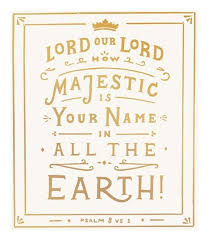 LORD OUR LORD
HOW
MAJESTIC
IS
YOUR NAME
IN
ALL THE
EARTH!
PSALM 8 VS 1